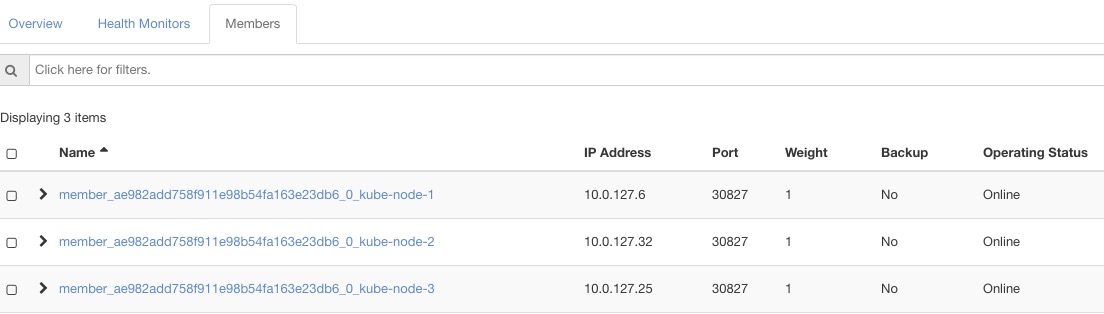 Overview Health Monitors Members
Click here for filters.
Displaying 3 items
Name IP Address Port Weight Backup Operating Status
member_ae982add758f911e98b54fa163e23db6_0_kube-node-1 10.0.127.6 30827 1 No Online
member_ae982add758f911e98b54fa163e23db6_0_kube-node-2 10.0.127.32 30827 1 No Online
member_ae982add758f911e98b54fa163e23db6_0_kube-node-3 10.0.127.25 30827 1 No Online